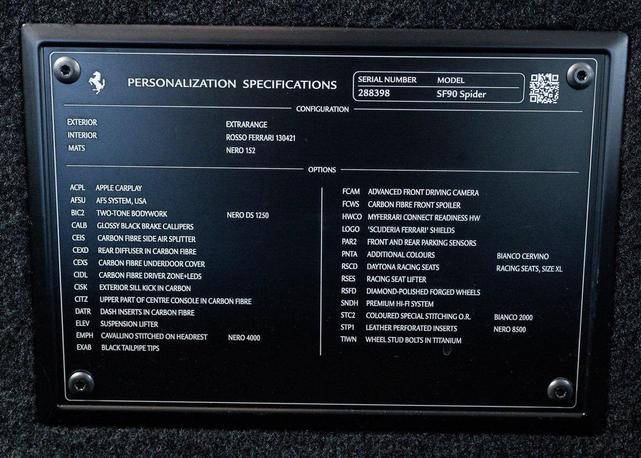 PERSONALIZATION SPECIFICATIONS
SERIAL NUMBER MODEL
288398 SF90 Spider
CONFIGURATION
EXTERIOR EXTRARANGE
INTERIOR ROSSO FERRARI 130421
MATS NERO 152
OPTIONS
ACPL APPLE CARPLAY
AFSU AFS SYSTEM, USA
BIC2 TWO-TONE BODYWORK NERO DS 1250
CALB GLOSSY BLACK BRAKE CALLIPERS
CEIS CARBON FIBRE SIDE AIR SPLITTER
CEXD REAR DIFFUSER IN CARBON FIBRE
CEXS CARBON FIBRE UNDERDOOR COVER
CIDL CARBON FIBRE DRIVER ZONE+LEDS
CISK EXTERIOR SILL KICK IN CARBON
CITZ UPPER PART OF CENTRE CONSOLE IN CARBON FIBRE
DATR DASH INSERTS IN CARBON FIBRE
ELEV SUSPENSION LIFTER
EMPH CAVALLINO STITCHED ON HEADREST NERO 4000
EXAB BLACK TAILPIPE TIPS
FCAM ADVANCED FRONT DRIVING CAMERA
FCWS CARBON FIBRE FRONT SPOILER
HWCO MYFERRARI CONNECT READINESS HW
LOGO 'SCUDERIA FERRARI' SHIELDS
PAR2 FRONT AND REAR PARKING SENSORS
PNTA ADDITIONAL COLOURS BIANCO CERVINO
RSCD DAYTONA RACING SEATS RACING SEATS, SIZE XL
RSES RACING SEAT LIFTER
RSFD DIAMOND-POLISHED FORGED WHEELS
SNDH PREMIUM HI-FI SYSTEM
STC2 COLOURED SPECIAL STITCHING O.R. BIANCO 2000
STP1 LEATHER PERFORATED INSERTS NERO 8500
TIWN WHEEL STUD BOLTS IN TITANIUM